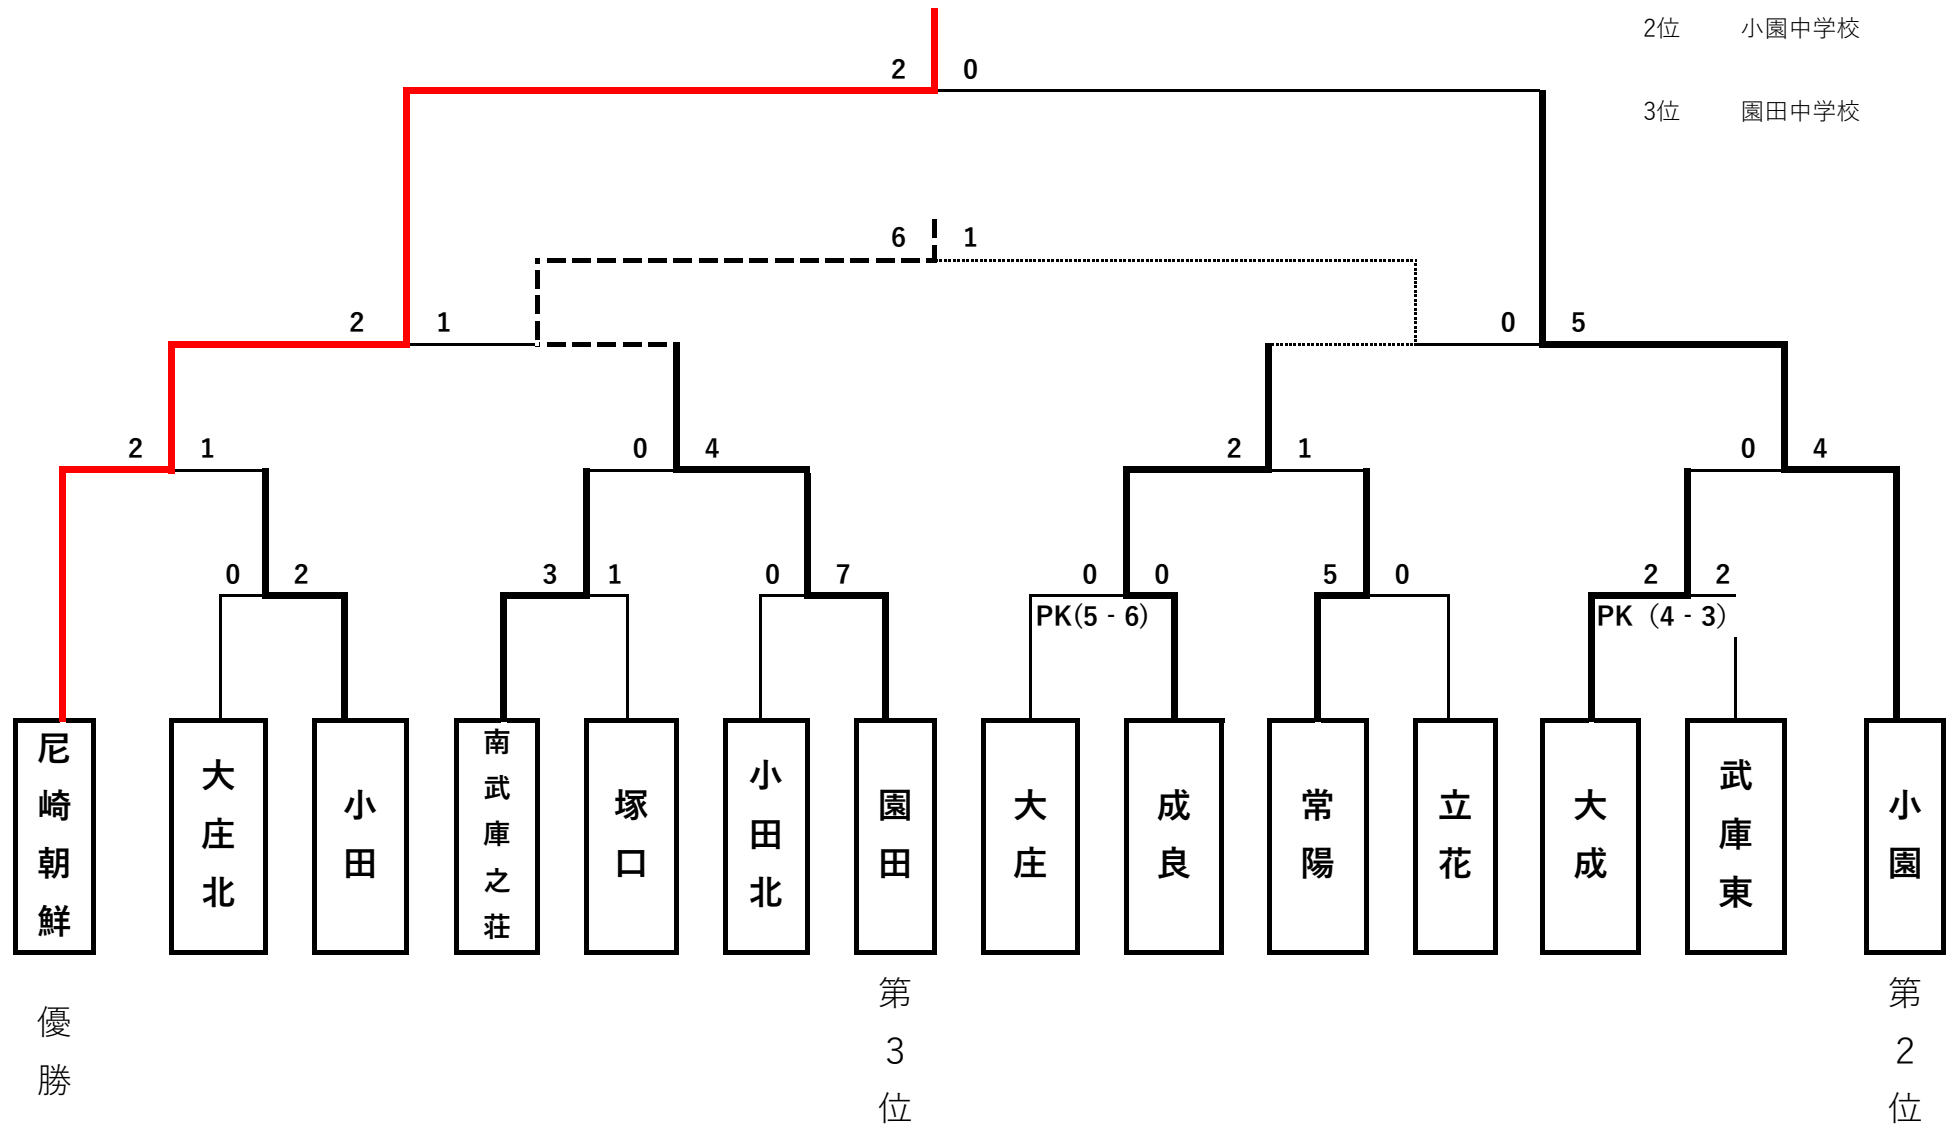 2位 小園中学校
2 0
3位 園田中学校
6 1
2 1
0 5
2 1
0 4
2 1
0 4
0 2
3 1
0 7
0 0
5 0
2 2
PK(5 - 6)
PK（4 - 3）
尼崎朝鮮
大庄北
小田
南武庫之荘
塚口
小田北
園田
大庄
成良
常陽
立花
大成
武庫東
小園
優勝
第3位
第2位